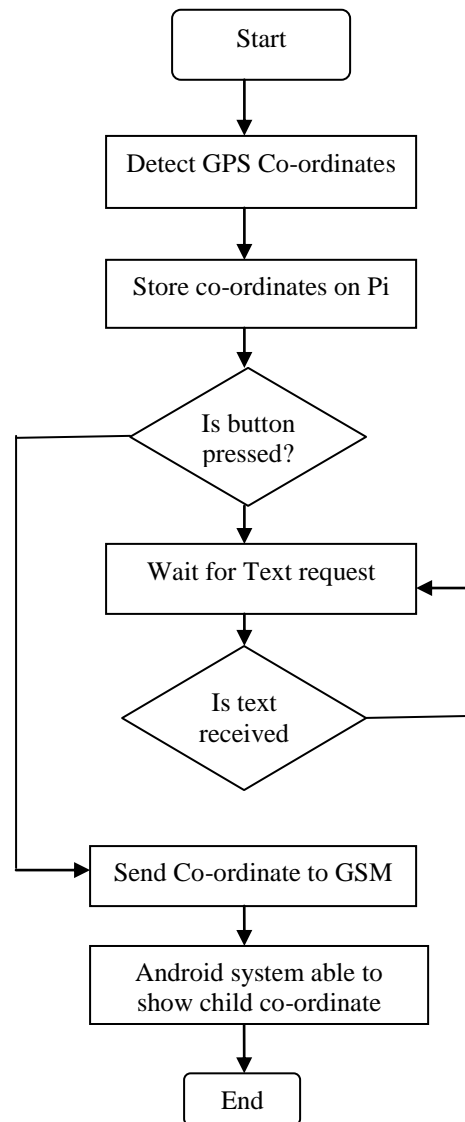 Start
Detect GPS Co-ordinates
Store co-ordinates on Pi
Is button
pressed?
Wait for Text request
Is text
received
Send Co-ordinate to GSM
Android system able to
show child co-ordinate
End